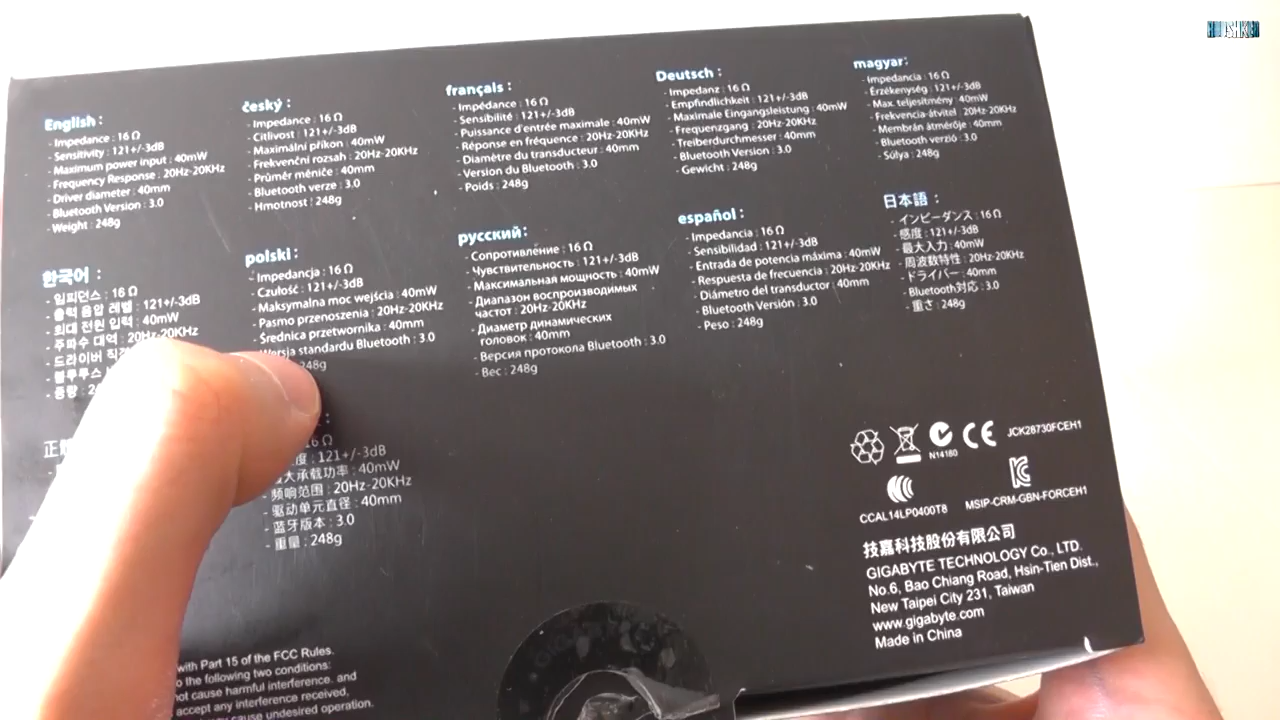 English :
- Impedance : 16 Ω
- Sensitivity : 121+/-3dB
- Maximum power input : 40mW
- Frequency Response : 20Hz-20KHz
- Driver diameter : 40mm
- Bluetooth Version : 3.0
- Weight : 248g
český :
- Impedance : 16 Ω
- Citlivost : 121+/-3dB
- Maximální příkon : 40mW
- Frekvenční rozsah : 20Hz-20KHz
- Průměr měniče : 40mm
- Bluetooth verze : 3.0
- Hmotnost : 248g
français :
- Impédance : 16 Ω
- Sensibilité : 121+/-3dB
- Puissance d'entrée maximale : 40mW
- Réponse en fréquence : 20Hz-20KHz
- Diamètre du transducteur : 40mm
- Version du Bluetooth : 3.0
- Poids : 248g
Deutsch :
- Impedanz : 16 Ω
- Empfindlichkeit : 121+/-3dB
- Maximale Eingangsleistung : 40mW
- Frequenzgang : 20Hz-20KHz
- Treiberdurchmesser : 40mm
- Bluetooth Version : 3.0
- Gewicht : 248g
magyar:
- Impedancia : 16 Ω
- Érzékenység : 121+/-3dB
- Max. teljesítmény : 40mW
- Frekvencia-átvitel : 20Hz-20KHz
- Membrán átmérője : 40mm
- Bluetooth verzió : 3.0
- Súlya : 248g
한국어 :
- 임피던스 : 16 Ω
- 출력 음압 레벨 : 121+/-3dB
- 최대 전원 입력 : 40mW
- 주파수 대역 : 20Hz-20KHz
- 드라이버
- 블루투스
- 중량 :
polski :
- Impedancja : 16 Ω
- Czulość : 121+/-3dB
- Maksymalna moc wejścia : 40mW
- Pasmo przenoszenia : 20Hz-20KHz
- Średnica przetwornika : 40mm
- Wersja standardu Bluetooth : 3.0
248g
русский:
- Сопротивление : 16 Ω
- Чувствительность : 121+/-3dB
- Максимальная мощность : 40mW
- Диапазон воспроизводимых
частот : 20Hz-20KHz
- Диаметр динамических
головок : 40mm
- Версия протокола Bluetooth : 3.0
- Вес : 248g
español :
- Impedancia : 16 Ω
- Sensibilidad : 121+/-3dB
- Entrada de potencia máxima : 40mW
- Respuesta de frecuencia : 20Hz-20KHz
- Diámetro del transductor : 40mm
- Bluetooth Versión : 3.0
- Peso : 248g
日本語 :
- インピーダンス : 16 Ω
- 感度 : 121+/-3dB
- 最大入力 : 40mW
- 周波数特性 : 20Hz-20KHz
- ドライバー : 40mm
- Bluetooth対応 : 3.0
- 重さ : 248g
正體
:
16 Ω
度 : 121+/-3dB
大承载功率 : 40mW
- 频响范围 : 20Hz-20KHz
- 驱动单元直径 : 40mm
- 蓝牙版本 : 3.0
- 重量 : 248g
N14180
CE
JCK28730FCEH1
CCAL14LP0400T8
MSIP-CRM-GBN-FORCEH1
技嘉科技股份有限公司
GIGABYTE TECHNOLOGY Co., LTD.
No.6, Bao Chiang Road, Hsin-Tien Dist.,
New Taipei City 231, Taiwan
www.gigabyte.com
Made in China
with Part 15 of the FCC Rules.
o the following two conditions:
not cause harmful interference. and
accept any interference received,
cause undesired operation.